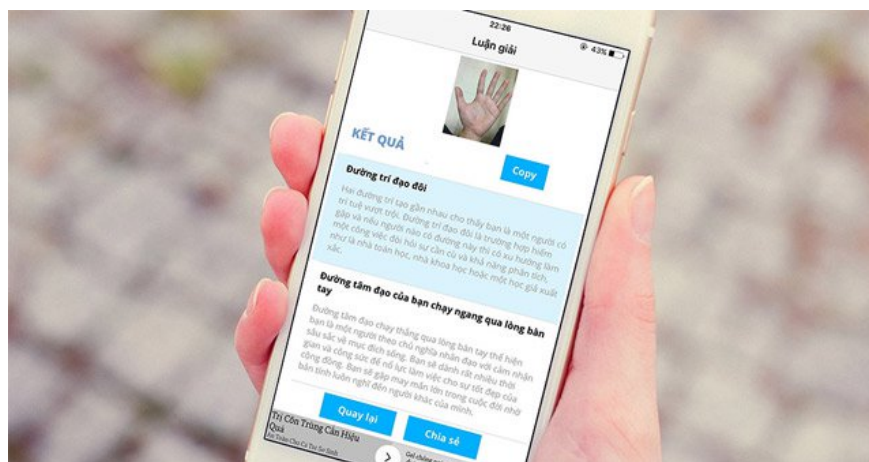 22:26
43%
Luận giải
KẾT QUẢ
Copy
Đường trí đạo đôi
Hai đường trí tạo gần nhau cho thấy bạn là một người có
trí tuệ vượt trội. Đường trí đạo đôi là trường hợp hiếm
gặp và nếu người nào có đường này thì có xu hướng làm
một công việc đòi hỏi sự cần cù và khả năng phân tích
như là nhà toán học, nhà khoa học hoặc một học giả xuất
xắc.
Đường tâm đạo của bạn chạy ngang qua lòng bàn
tay
Đường tâm đạo chạy thẳng qua lòng bàn tay thể hiện
bạn là một người theo chủ nghĩa nhân đạo với cảm nhận
sâu sắc về mục đích sống. Bạn sẽ dành rất nhiều thời
gian và công sức để nổ lực làm việc cho sự tốt đẹp của
cộng đồng. Bạn sẽ gặp may mắn lớn trong cuộc đời nhờ
bản tính luôn nghĩ đến người khác của mình.
Quay lại
Chia sẻ
Trị Côn Trùng Cắn Hiệu
Quả